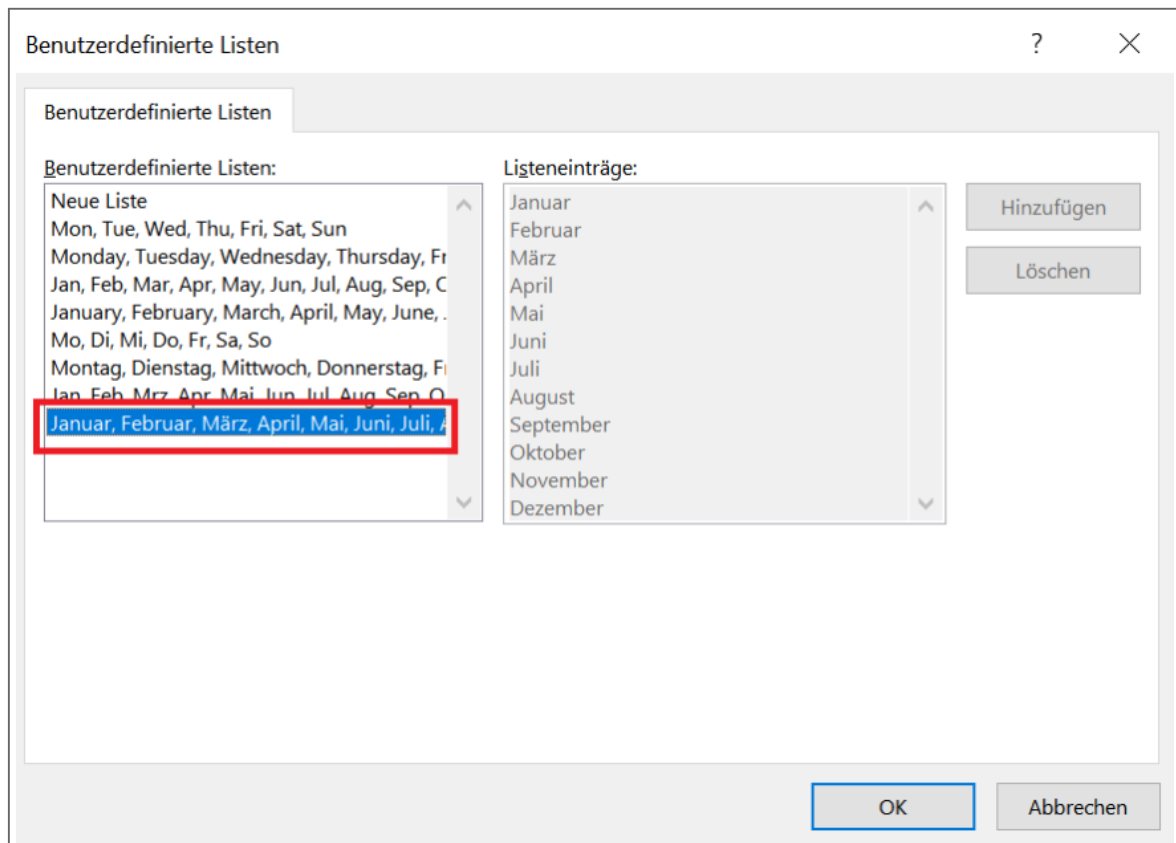 Benutzerdefinierte Listen
?
Benutzerdefinierte Listen
Benutzerdefinierte Listen:
Neue Liste
Mon, Tue, Wed, Thu, Fri, Sat, Sun
Monday, Tuesday, Wednesday, Thursday, Fr
Jan, Feb, Mar, Apr, May, Jun, Jul, Aug, Sep, O
January, February, March, April, May, June, J
Mo, Di, Mi, Do, Fr, Sa, So
Montag, Dienstag, Mittwoch, Donnerstag, Fr
Jan, Feb, Mrz, Apr, Mai, Jun, Jul, Aug, Sep, O
Januar, Februar, März, April, Mai, Juni, Juli, A
Listeneinträge:
Januar
Februar
März
April
Mai
Juni
Juli
August
September
Oktober
November
Dezember
Hinzufügen
Löschen
OK
Abbrechen